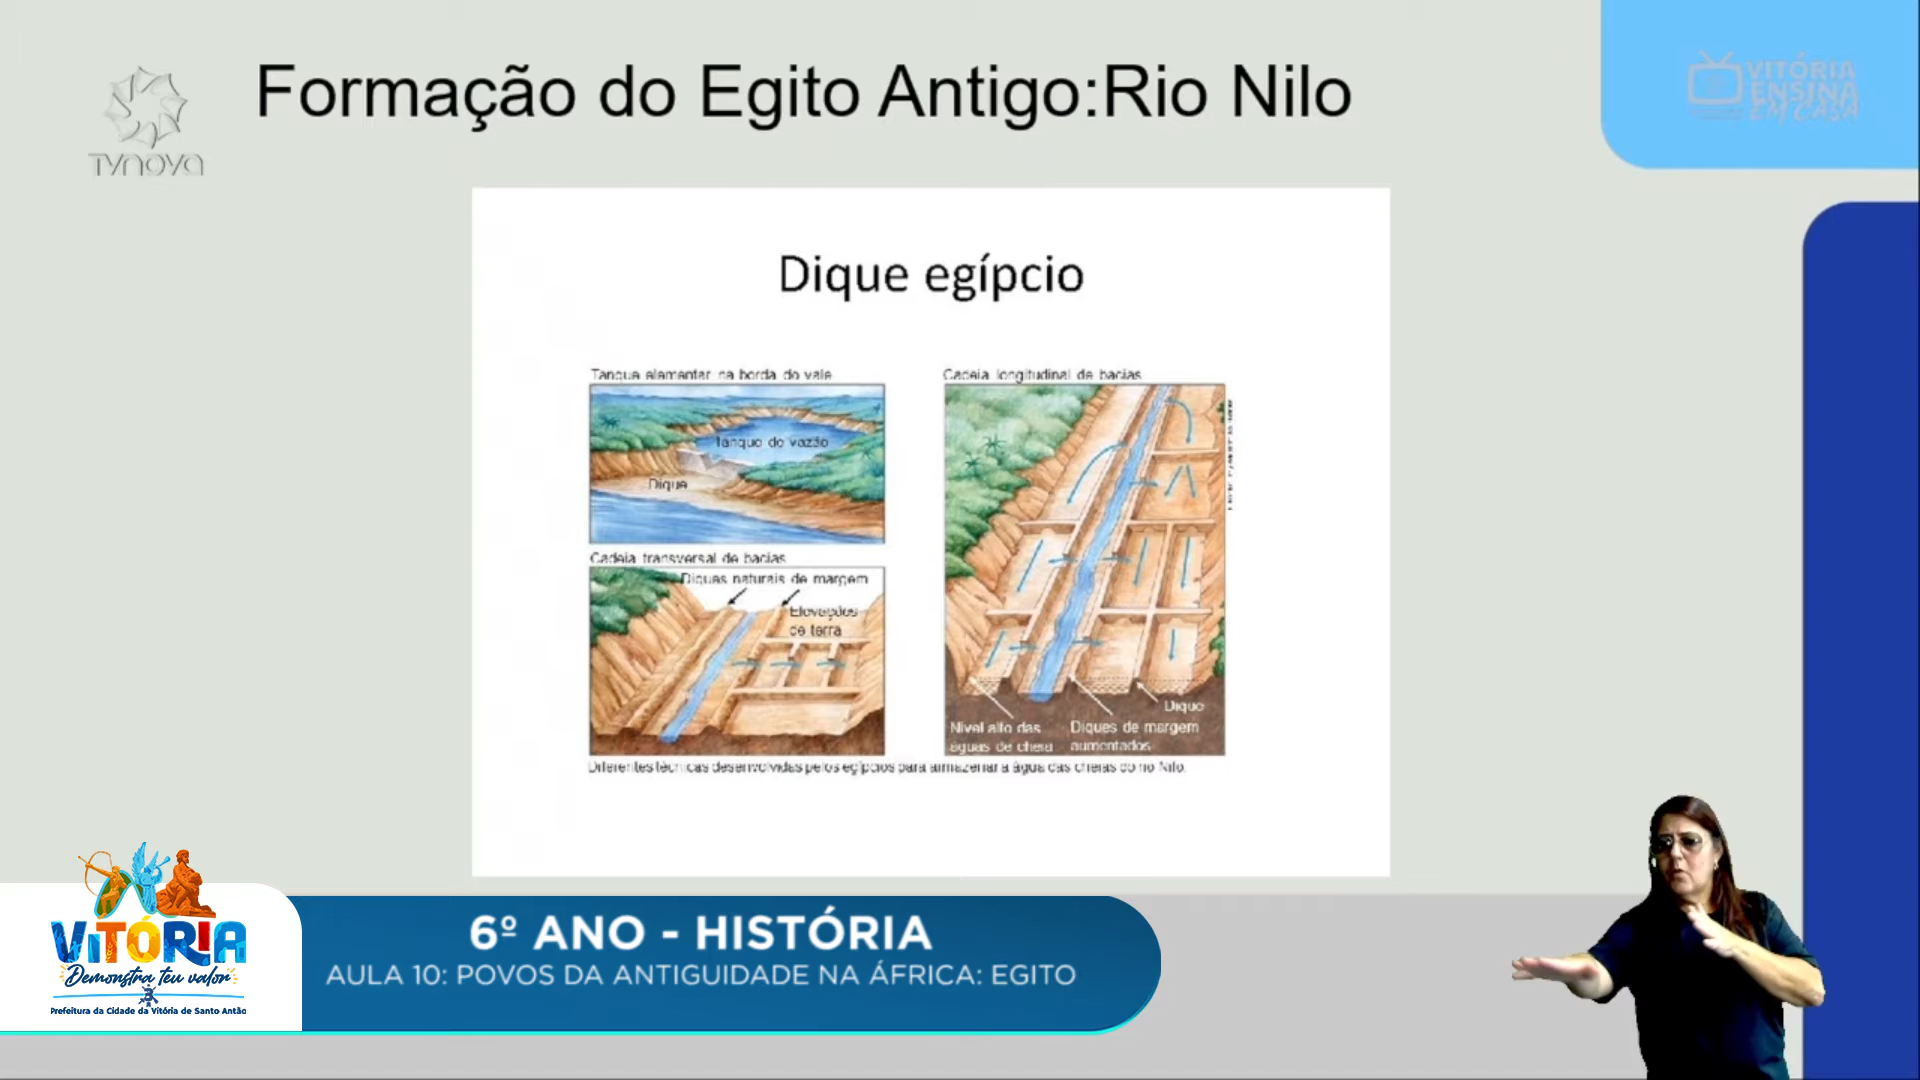 Formação do Egito Antigo:Rio Nilo
TVNOVA
VITÓRIA
ENSINA
EM CASA
Dique egípcio
Tanque elementar na borda do vale
Tanque de vazão
Dique
Cadeia transversal de bacias
Diques naturais de margem
Elevações
de terra
Cadeia longitudinal de bacias
Dique
Nível alto das
águas de cheia
Diques de margem
aumentados
Diferentes técnicas desenvolvidas pelos egípcios para armazenar a água das cheias do rio Nilo.
VITÓRIA
Demonstra teu valor
Prefeitura da Cidade da Vitória de Santo Antão
6º ANO - HISTÓRIA
AULA 10: POVOS DA ANTIGUIDADE NA ÁFRICA: EGITO